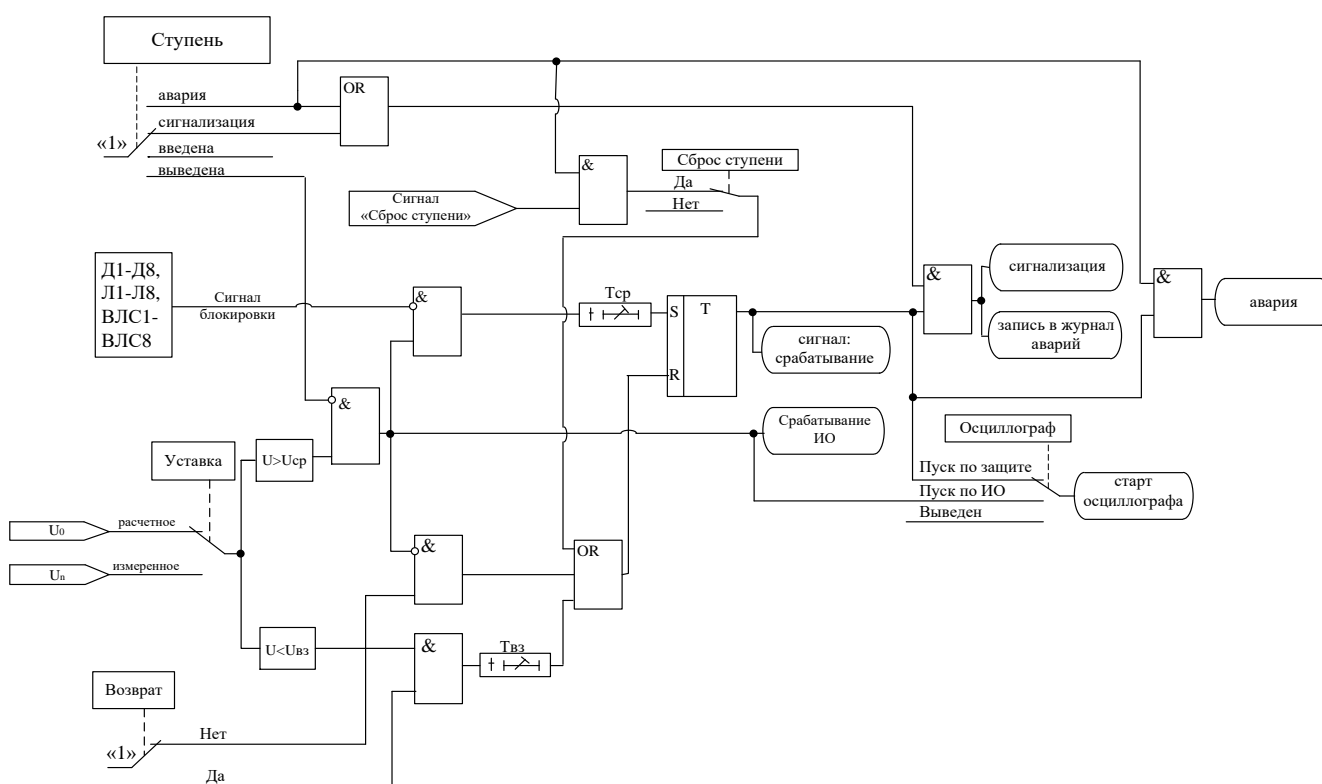 Ступень
авария
OR
сигнализация
«1»
введена
выведена
&
Сброс ступени
Да
Нет
Сигнал
«Сброс ступени»
Д1-Д8,
Л1-Л8,
ВЛС1-
ВЛС8
Сигнал
блокировки
&
Тср
S
T
R
сигнал:
срабатывание
&
сигнализация
запись в журнал
аварий
&
авария
&
Срабатывание
ИО
Осциллограф
Пуск по защите
Пуск по ИО
Выведен
старт
осциллографа
Уставка
U>Uср
U0
расчетное
Un
измеренное
&
OR
U<Uвз
&
Твз
Возврат
Нет
«1»
Да